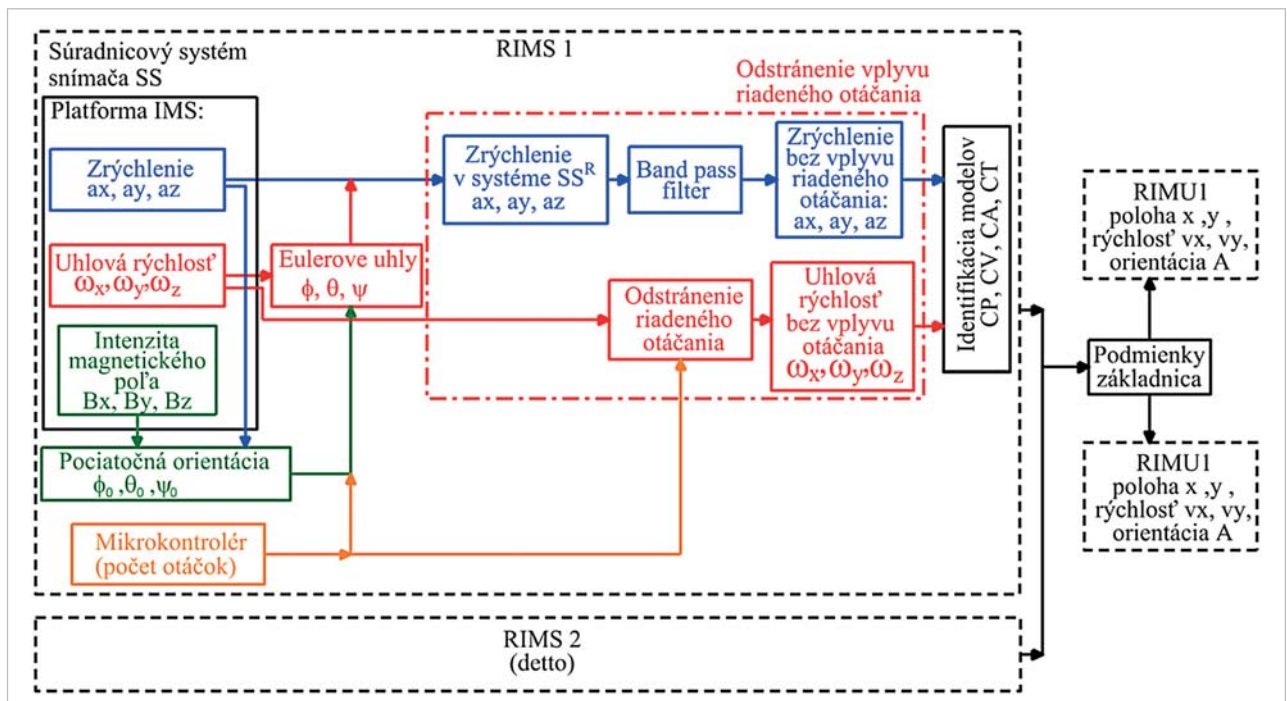 RIMS 1
Súradnicový systém
snímača SS
Platforma IMS:
Zrýchlenie
ax, ay, az
Uhlová rýchlosť
ωx,ωy,ωz
Intenzita
magnetického
poľa
Bx, By, Bz
Pociatočná orientácia
ϕ0 ,θ0 ,ψ0
Mikrokontrolér
(počet otáčok)
Eulerove uhly
ϕ, θ, ψ
Odstránenie vplyvu
riadeného otáčania
Zrýchlenie
v systéme SS^R
ax, ay, az
Band pass
filter
Zrýchlenie
bez vplyvu
riadeného
otáčania:
ax, ay, az
Odstránenie
riadeného
otáčania
Uhlová
rýchlosť
bez vplyvu
otáčania
ωx,ωy,ωz
Identifikácia modelov
CP, CV, CA, CT
RIMU1
poloha x ,y ,
rýchlosť vx, vy,
orientácia A
Podmienky
základnica
RIMU1
poloha x ,y ,
rýchlosť vx, vy,
orientácia A
RIMS 2
(detto)